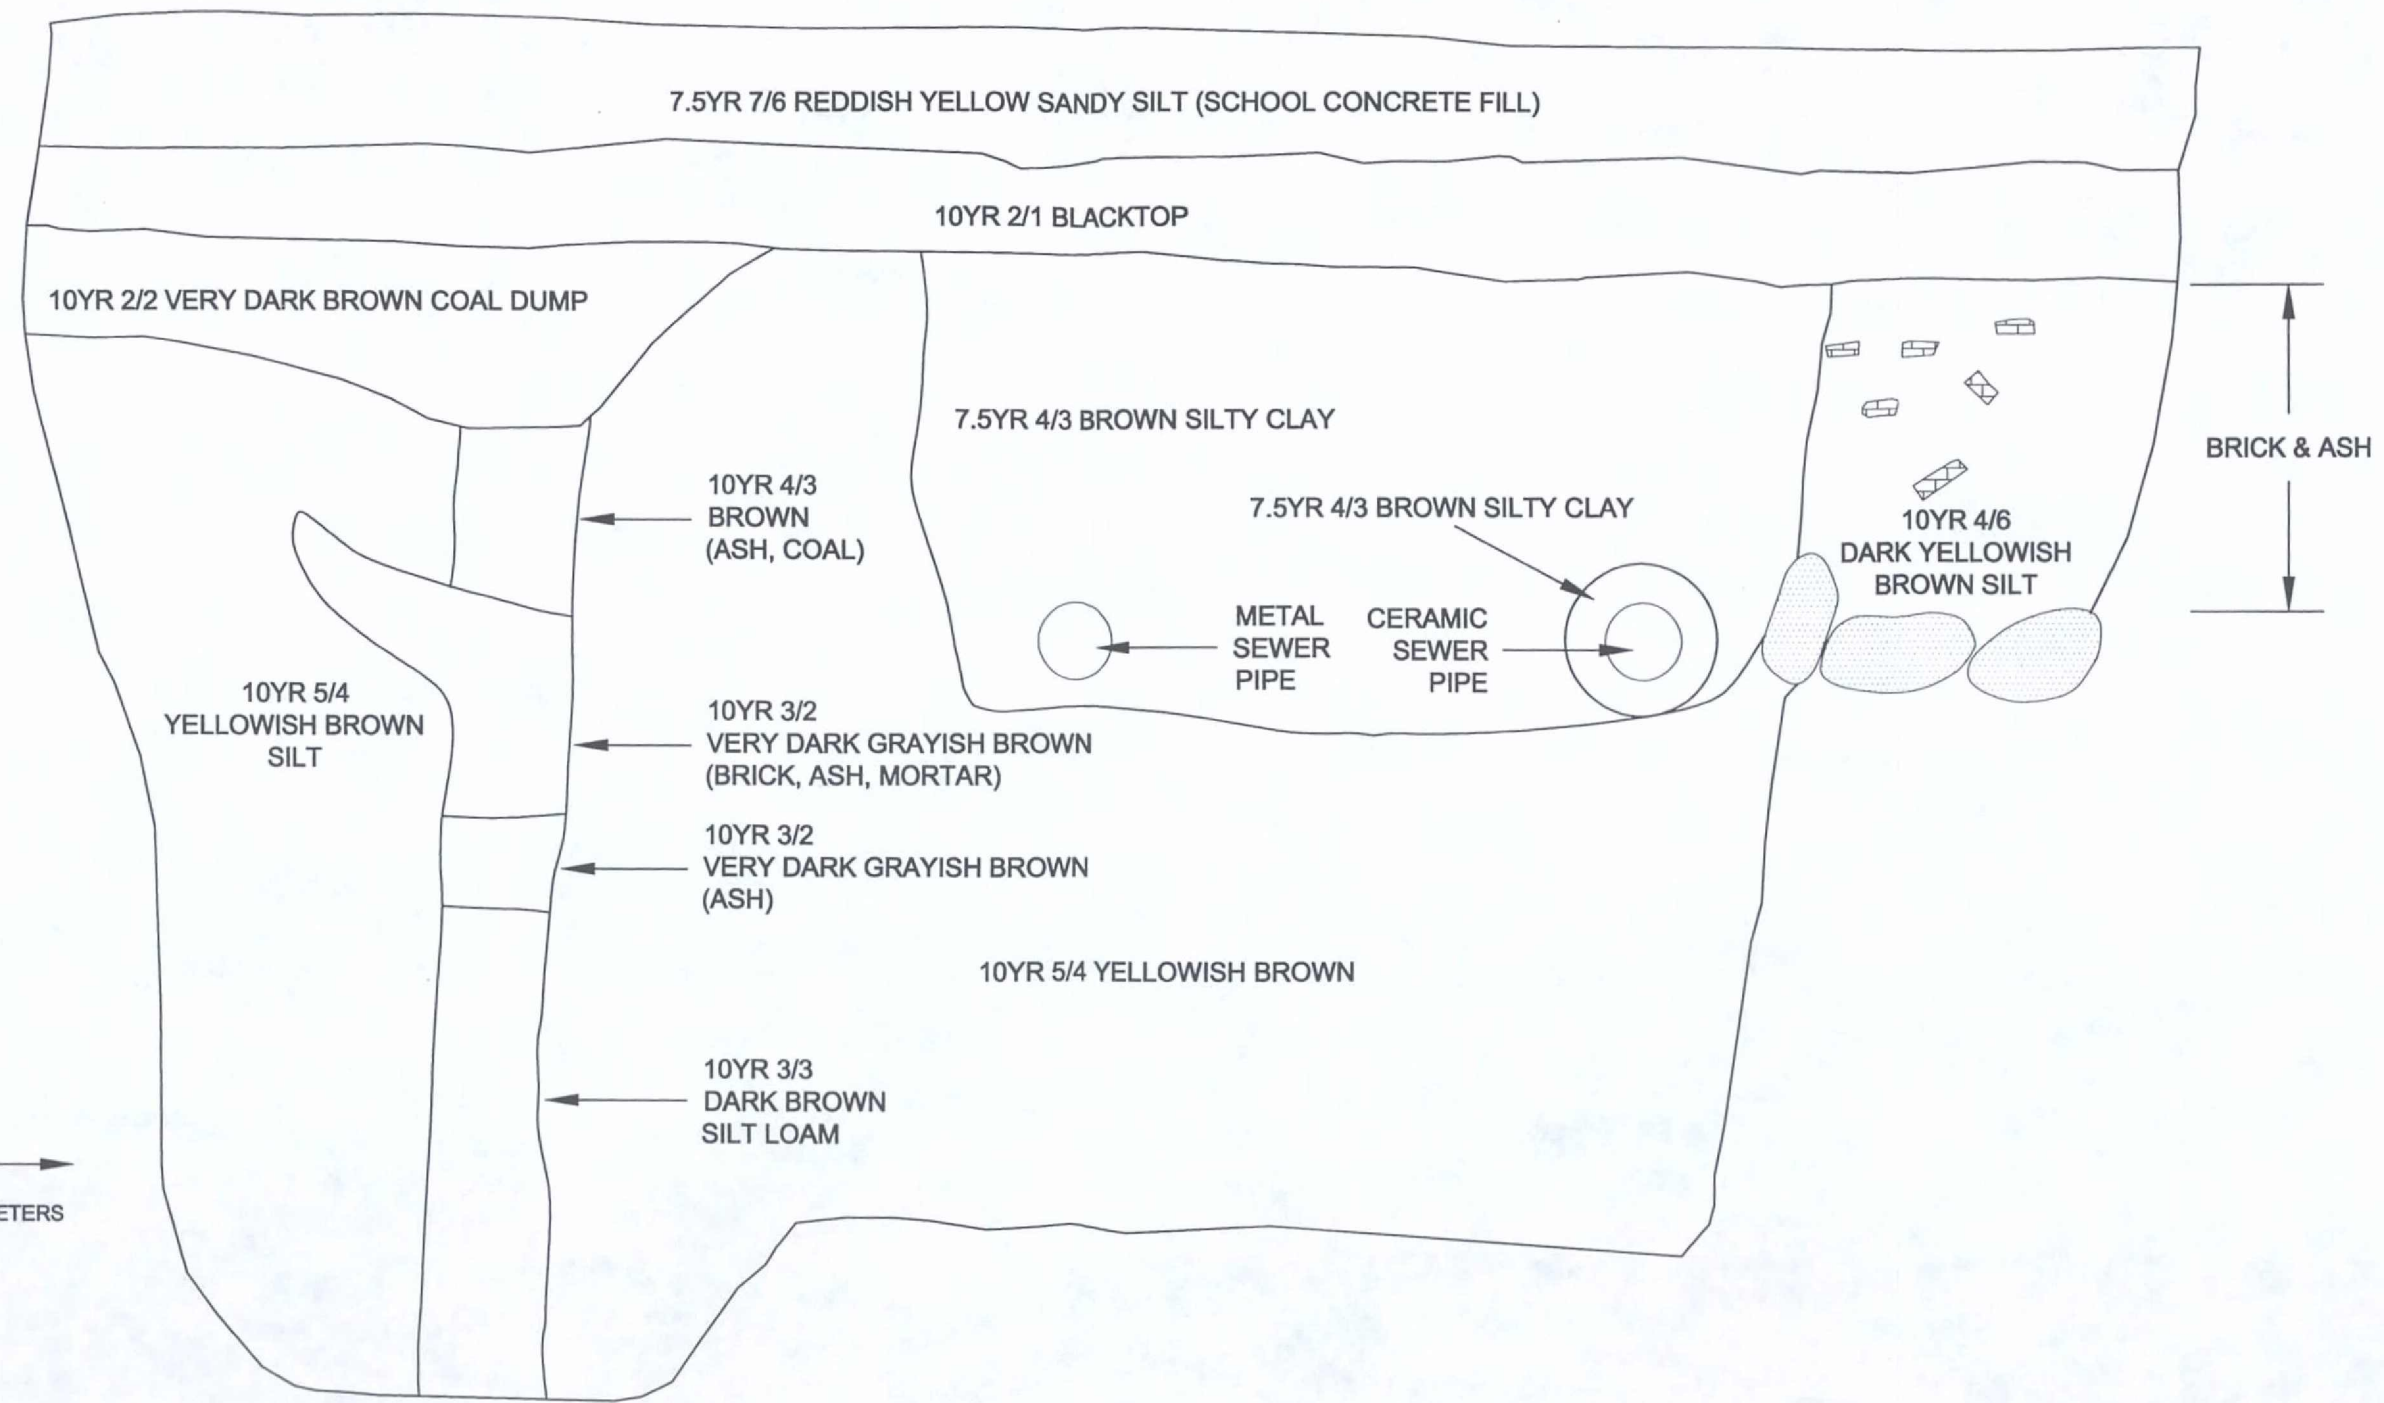 7.5YR 7/6 REDDISH YELLOW SANDY SILT (SCHOOL CONCRETE FILL)
10YR 2/1 BLACKTOP
10YR 2/2 VERY DARK BROWN COAL DUMP
7.5YR 4/3 BROWN SILTY CLAY
BRICK & ASH
10YR 4/3
BROWN
(ASH, COAL)
7.5YR 4/3 BROWN SILTY CLAY
10YR 4/6
DARK YELLOWISH
BROWN SILT
METAL
SEWER
PIPE
CERAMIC
SEWER
PIPE
10YR 5/4
YELLOWISH BROWN
SILT
10YR 3/2
VERY DARK GRAYISH BROWN
(BRICK, ASH, MORTAR)
10YR 3/2
VERY DARK GRAYISH BROWN
(ASH)
10YR 5/4 YELLOWISH BROWN
10YR 3/3
DARK BROWN
SILT LOAM
ETERS